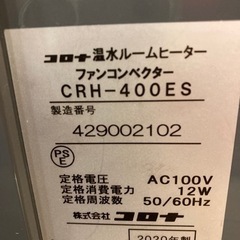 コロナ 温水ルームヒーター
ファンコンベクター
CRH-400ES
製造番号
429002102
PS
E
定格電圧 AC100V
定格消費電力 12W
定格周波数 50/60Hz
株式会社 コロナ
2020年製